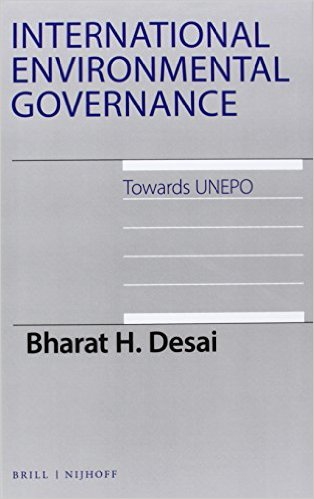 INTERNATIONAL
ENVIRONMENTAL
GOVERNANCE
Towards UNEPO
Bharat H. Desai
BRILL | NIJHOFF